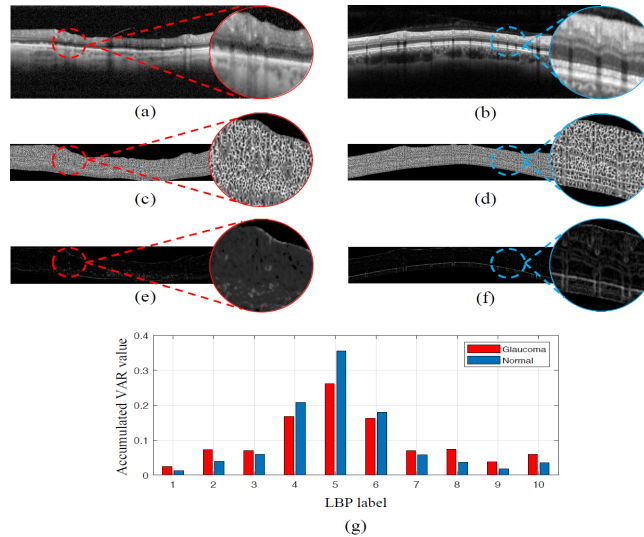 (a)
(b)
(c)
(d)
(e)
(f)
Accumulated VAR value
0.4
0.3
0.2
0.1
0
Glaucoma
Normal
1 2 3 4 5 6 7 8 9 10
LBP label
(g)